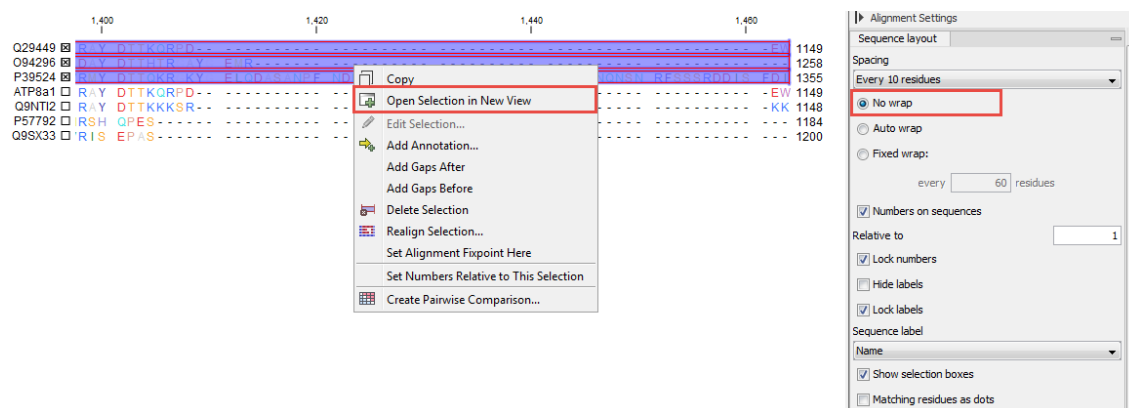 1,400 1,420 1,440 1,460
Q29449 1149
O94296 1258
P39524 1355
ATP8a1 RAY DTTKQRPD-- EW 1149
Q9NTI2 RAY DTTKKKSR-- KK 1148
P57792 RSH QPES------ 1184
Q9SX33 RIS EPAS------ 1200
Copy
Open Selection in New View
Edit Selection...
Add Annotation...
Add Gaps After
Add Gaps Before
Delete Selection
Realign Selection...
Set Alignment Fixpoint Here
Set Numbers Relative to This Selection
Create Pairwise Comparison...
Alignment Settings
Sequence layout
Spacing
Every 10 residues
No wrap
Auto wrap
Fixed wrap:
every 60 residues
Numbers on sequences
Relative to 1
Lock numbers
Hide labels
Lock labels
Sequence label
Name
Show selection boxes
Matching residues as dots